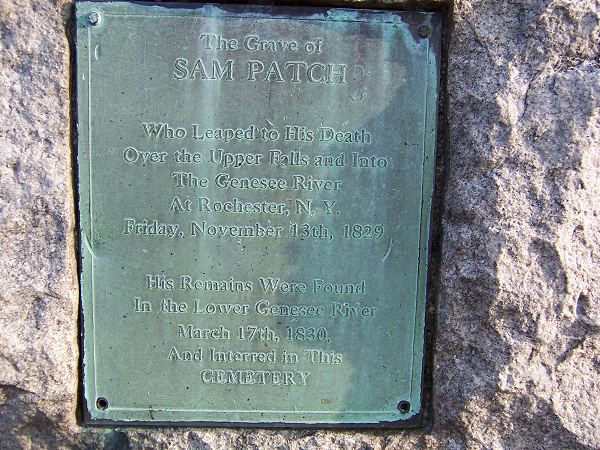 The Grave of
SAM PATCH
Who Leaped to His Death
Over the Upper Falls and Into
The Genesee River
At Rochester, N. Y.
Friday, November 13th, 1829
His Remains Were Found
In the Lower Genesee River
March 17th, 1830,
And Interred in This
CEMETERY